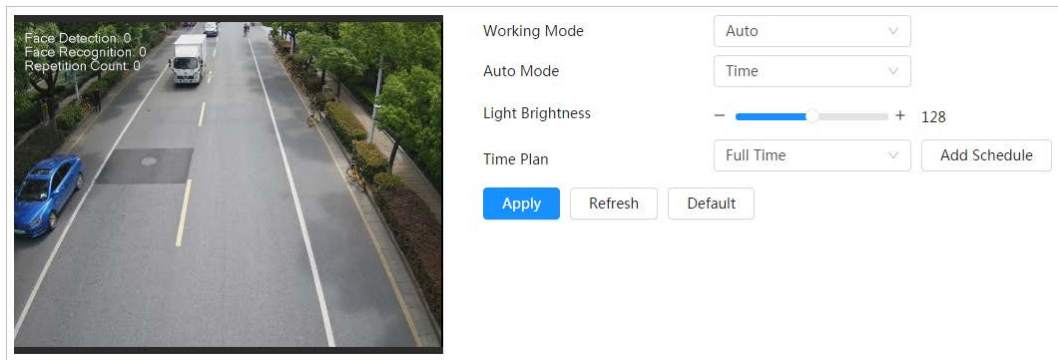 Face Detection: 0
Face Recognition: 0
Repetition Count: 0
Working Mode Auto
Auto Mode Time
Light Brightness − + 128
Time Plan Full Time Add Schedule
Apply Refresh Default